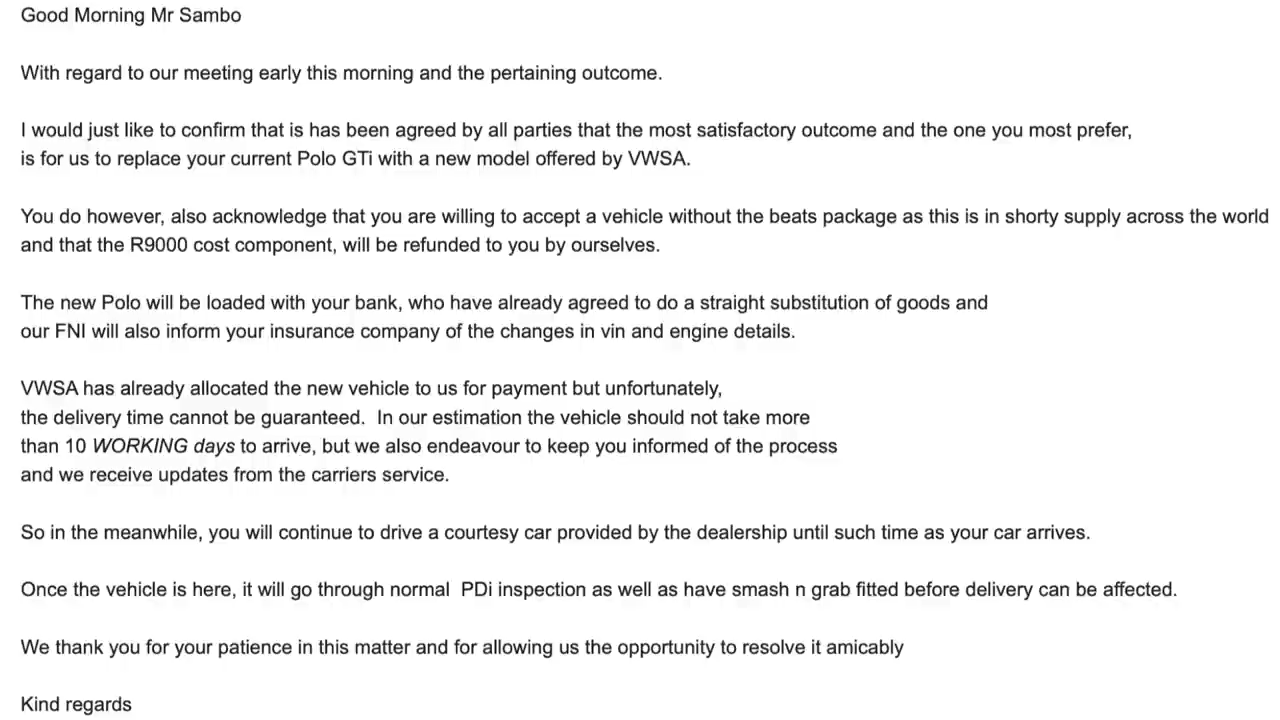 Good Morning Mr Sambo
With regard to our meeting early this morning and the pertaining outcome.
I would just like to confirm that is has been agreed by all parties that the most satisfactory outcome and the one you most prefer,
is for us to replace your current Polo GTi with a new model offered by VWSA.
You do however, also acknowledge that you are willing to accept a vehicle without the beats package as this is in shorty supply across the world
and that the R9000 cost component, will be refunded to you by ourselves.
The new Polo will be loaded with your bank, who have already agreed to do a straight substitution of goods and
our FNI will also inform your insurance company of the changes in vin and engine details.
VWSA has already allocated the new vehicle to us for payment but unfortunately,
the delivery time cannot be guaranteed.  In our estimation the vehicle should not take more
than 10 WORKING days to arrive, but we also endeavour to keep you informed of the process
and we receive updates from the carriers service.
So in the meanwhile, you will continue to drive a courtesy car provided by the dealership until such time as your car arrives.
Once the vehicle is here, it will go through normal  PDi inspection as well as have smash n grab fitted before delivery can be affected.
We thank you for your patience in this matter and for allowing us the opportunity to resolve it amicably
Kind regards